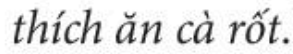 thích ăn cà rốt.